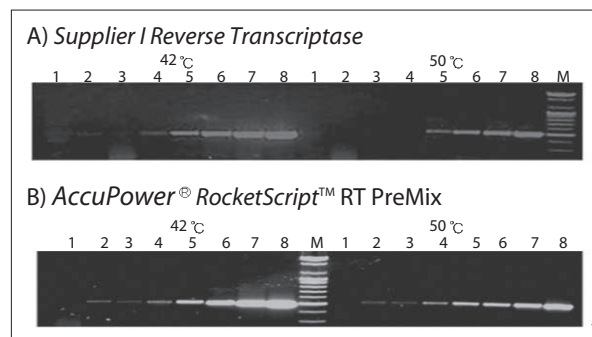 A) Supplier I Reverse Transcriptase
42 ℃ 50 ℃
1 2 3 4 5 6 7 8 1 2 3 4 5 6 7 8 M
B) AccuPower ® RocketScript™ RT PreMix
42 ℃ 50 ℃
1 2 3 4 5 6 7 8 M 1 2 3 4 5 6 7 8